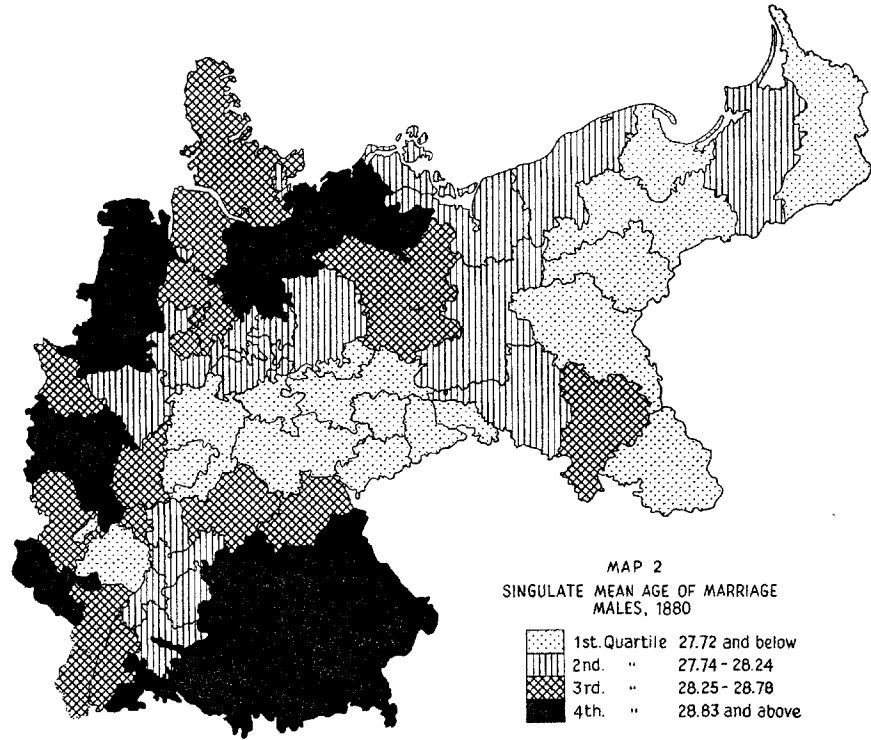 MAP 2
SINGULATE MEAN AGE OF MARRIAGE
MALES, 1880
1st. Quartile 27.72 and below
2nd. " 27.74 - 28.24
3rd. " 28.25 - 28.78
4th. " 28.83 and above